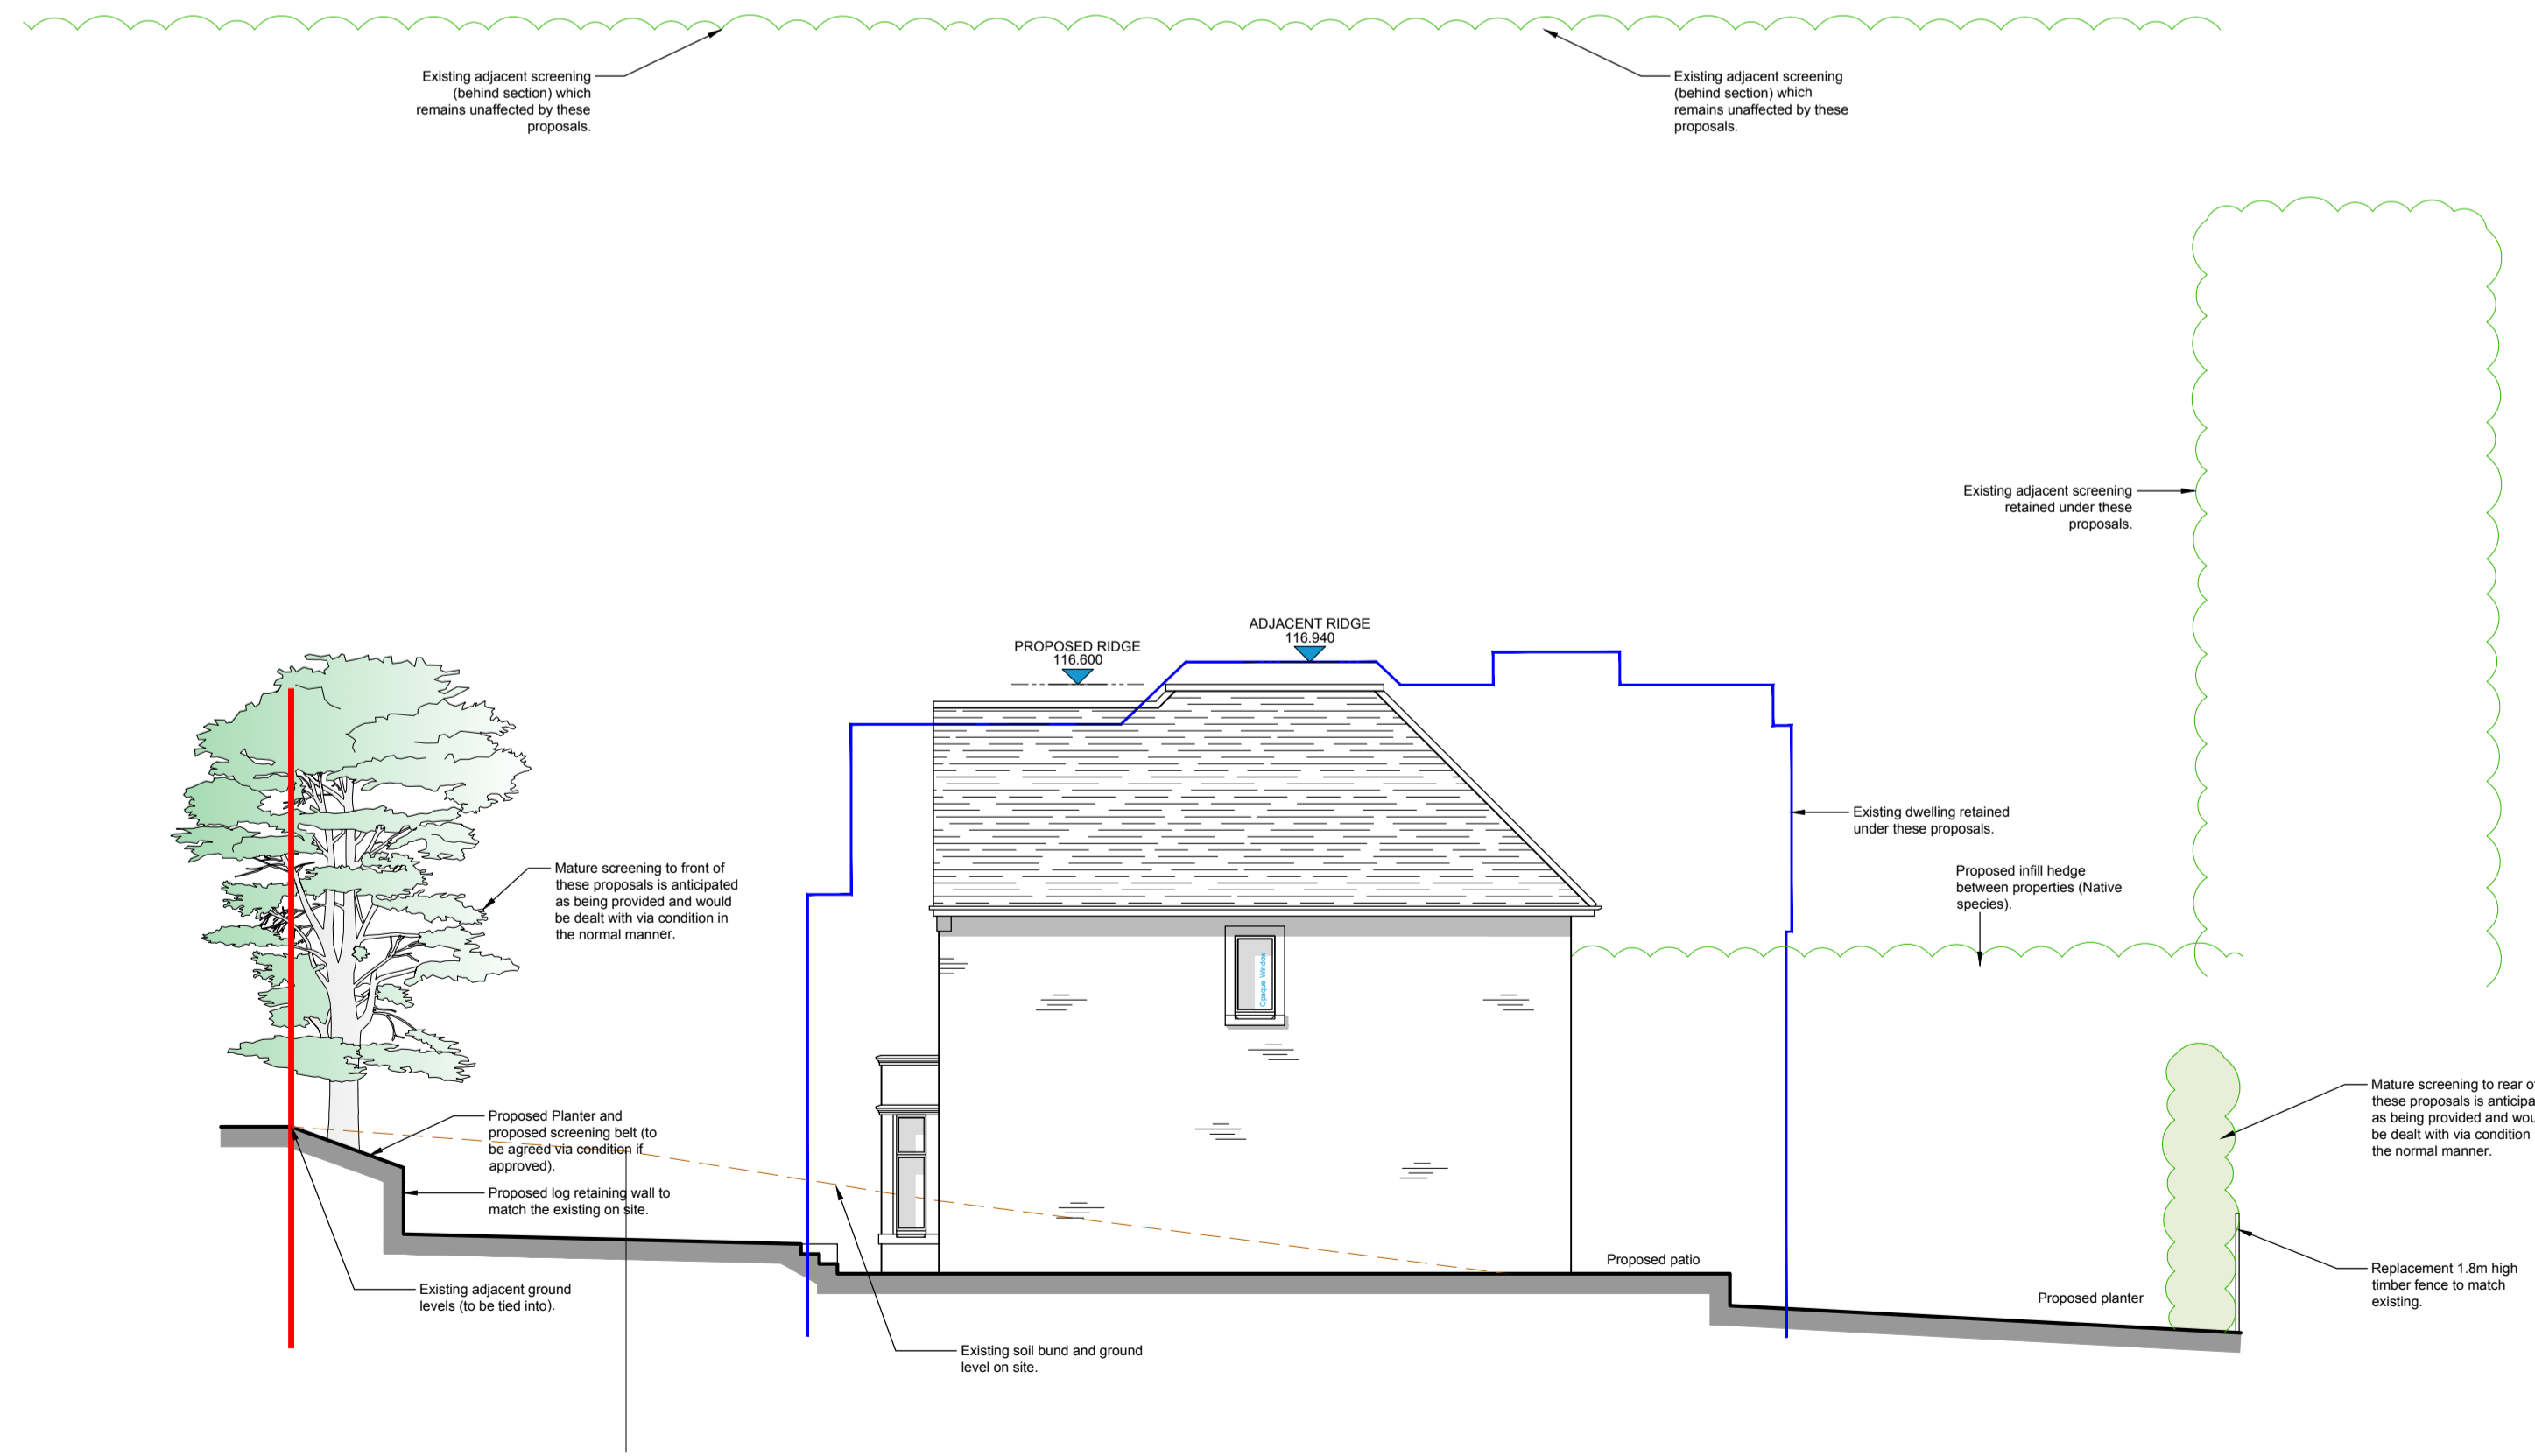 Existing adjacent screening
(behind section) which
remains unaffected by these
proposals.
Existing adjacent screening
(behind section) which
remains unaffected by these
proposals.
Existing adjacent screening
retained under these
proposals.
PROPOSED RIDGE
116.600
ADJACENT RIDGE
116.940
Existing dwelling retained
under these proposals.
Mature screening to front of
these proposals is anticipated
as being provided and would
be dealt with via condition in
the normal manner.
Proposed infill hedge
between properties (Native
species).
Opaque Window
Mature screening to rear o
these proposals is anticipa
as being provided and wou
be dealt with via condition
the normal manner.
Proposed Planter and
proposed screening belt (to
be agreed via condition if
approved).
Proposed log retaining wall to
match the existing on site.
Proposed patio
Replacement 1.8m high
timber fence to match
existing.
Existing adjacent ground
levels (to be tied into).
Proposed planter
Existing soil bund and ground
level on site.